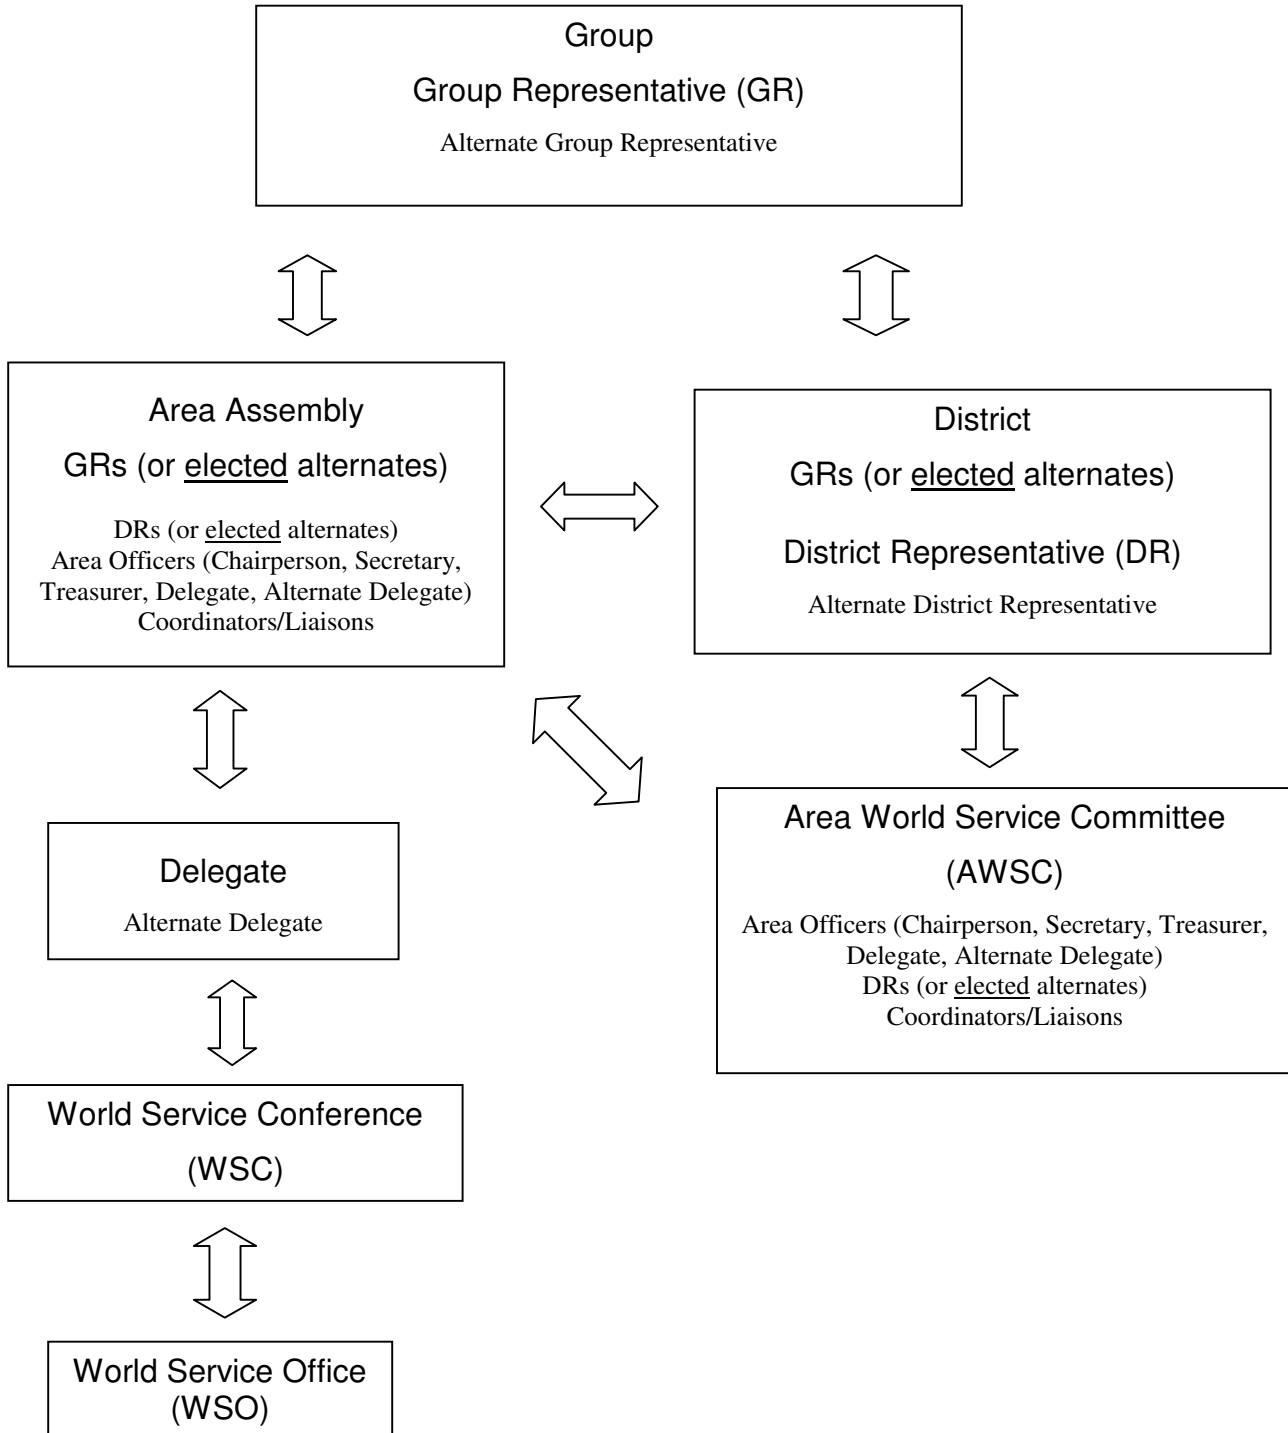 Group
Group Representative (GR)
Alternate Group Representative
Area Assembly
GRs (or elected alternates)
DRs (or elected alternates)
Area Officers (Chairperson, Secretary,
Treasurer, Delegate, Alternate Delegate)
Coordinators/Liaisons
District
GRs (or elected alternates)
District Representative (DR)
Alternate District Representative
Delegate
Alternate Delegate
Area World Service Committee
(AWSC)
Area Officers (Chairperson, Secretary, Treasurer,
Delegate, Alternate Delegate)
DRs (or elected alternates)
Coordinators/Liaisons
World Service Conference
(WSC)
World Service Office
(WSO)